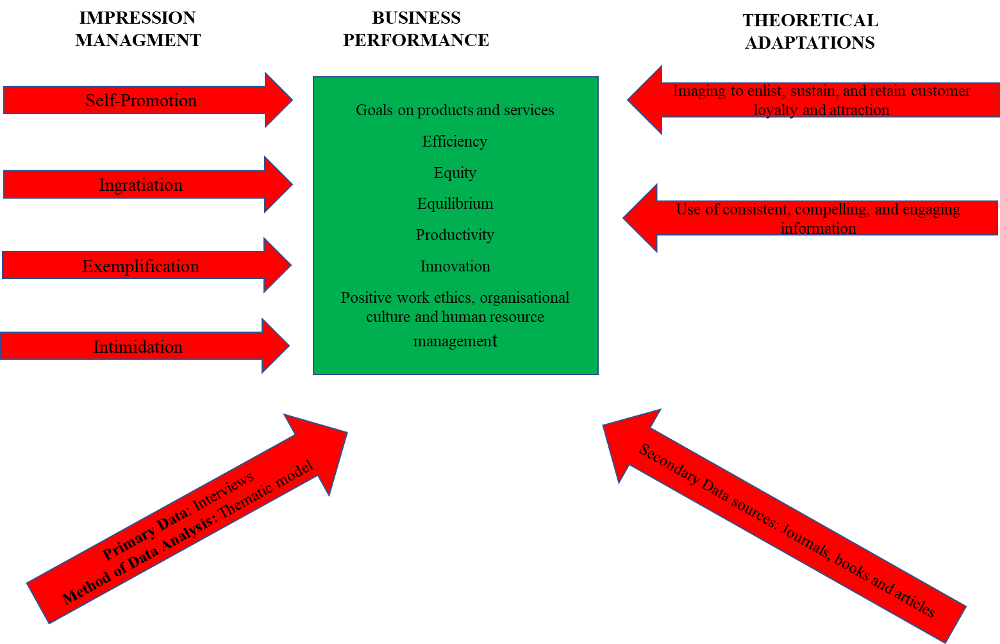 IMPRESSION
MANAGMENT
BUSINESS
PERFORMANCE
THEORETICAL
ADAPTATIONS
Self-Promotion
Ingratiation
Exemplification
Intimidation
Goals on products and services
Efficiency
Equity
Equilibrium
Productivity
Innovation
Positive work ethics, organisational
culture and human resource
management
Imaging to enlist, sustain, and retain customer
loyalty and attraction
Use of consistent, compelling, and engaging
information
Primary Data: Interviews
Method of Data Analysis: Thematic model
Secondary Data sources: Journals, books and articles